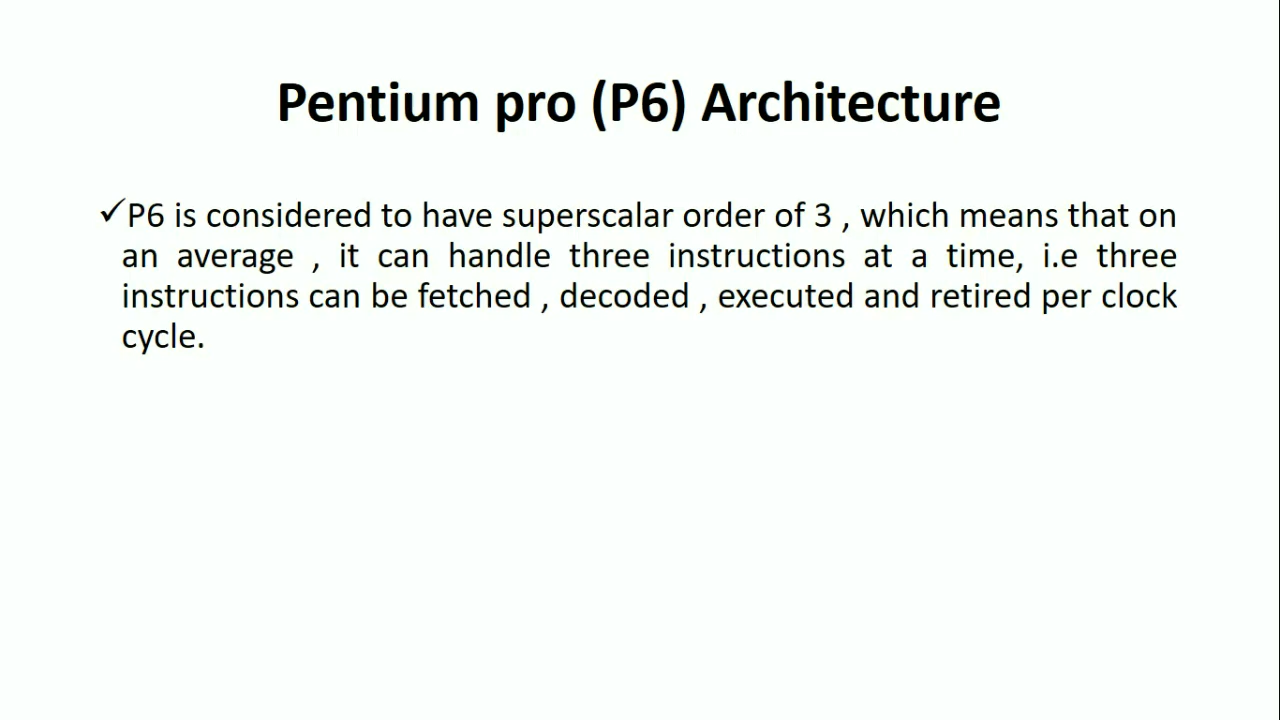 Pentium pro (P6) Architecture
✓P6 is considered to have superscalar order of 3 , which means that on
an average , it can handle three instructions at a time, i.e three
instructions can be fetched , decoded , executed and retired per clock
cycle.